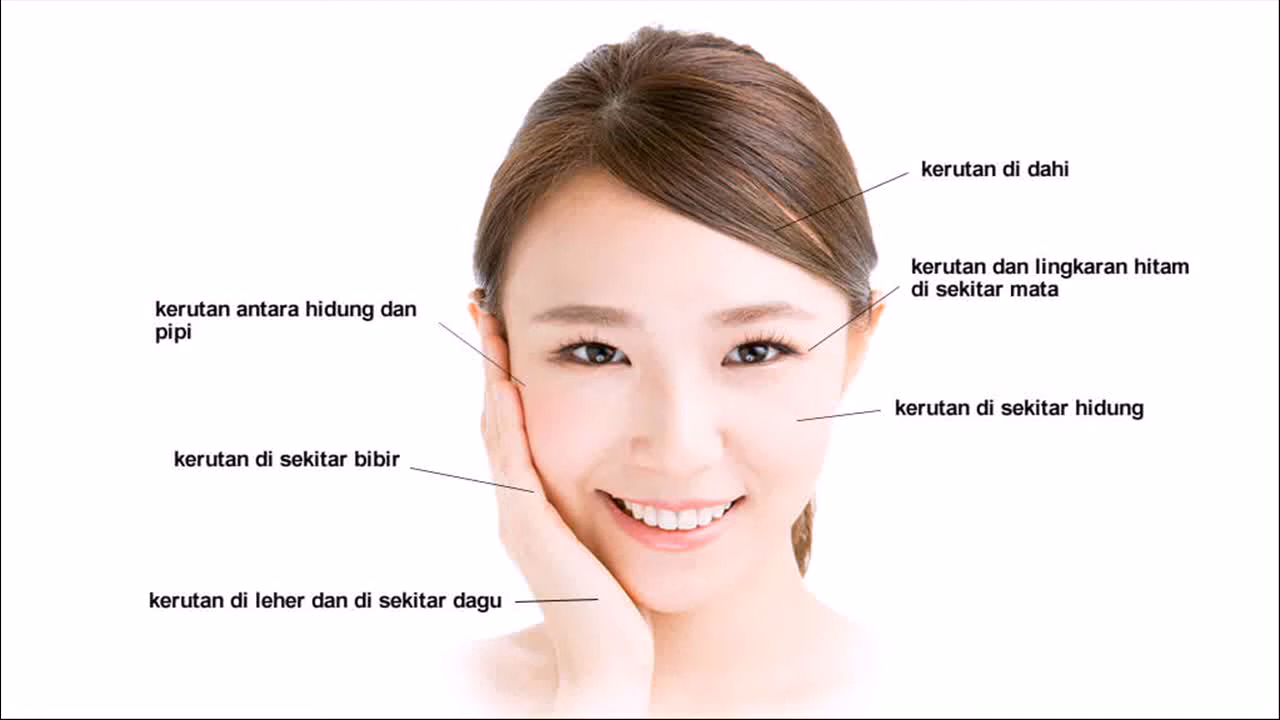 kerutan di dahi
kerutan dan lingkaran hitam
di sekitar mata
kerutan antara hidung dan
pipi
kerutan di sekitar hidung
kerutan di sekitar bibir
kerutan di leher dan di sekitar dagu